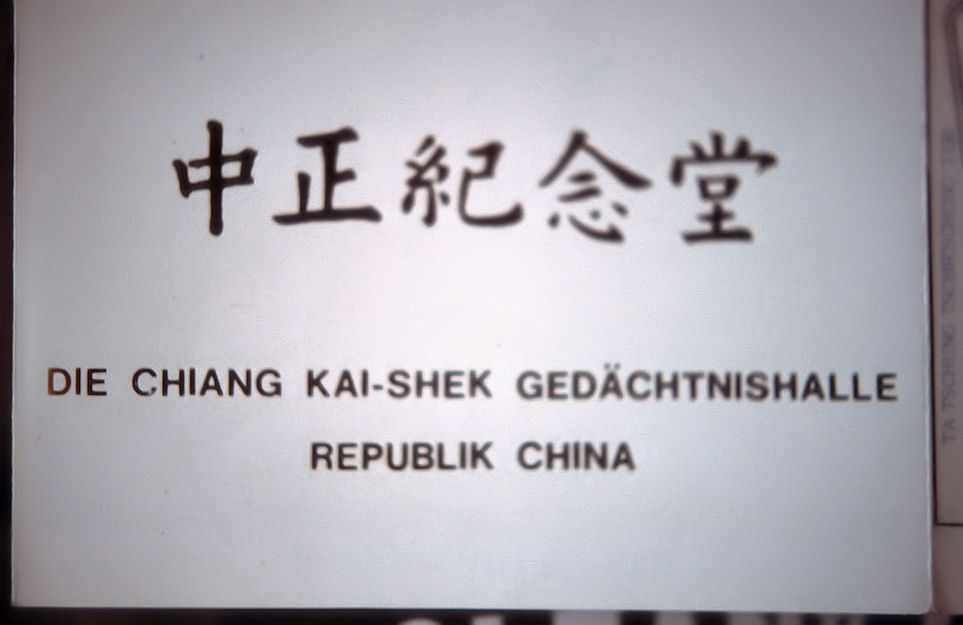 中正紀念堂
DIE CHIANG KAI-SHEK GEDÄCHTNISHALLE
REPUBLIK CHINA